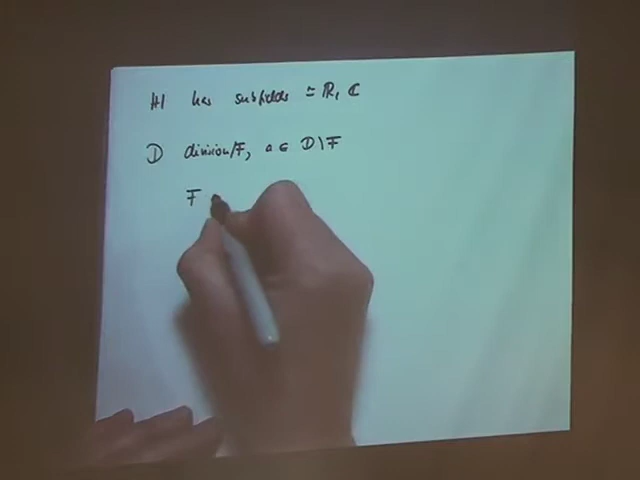 ℍ has subfields ≅ ℝ, ℂ
D division/F, a ∈ D\F
F